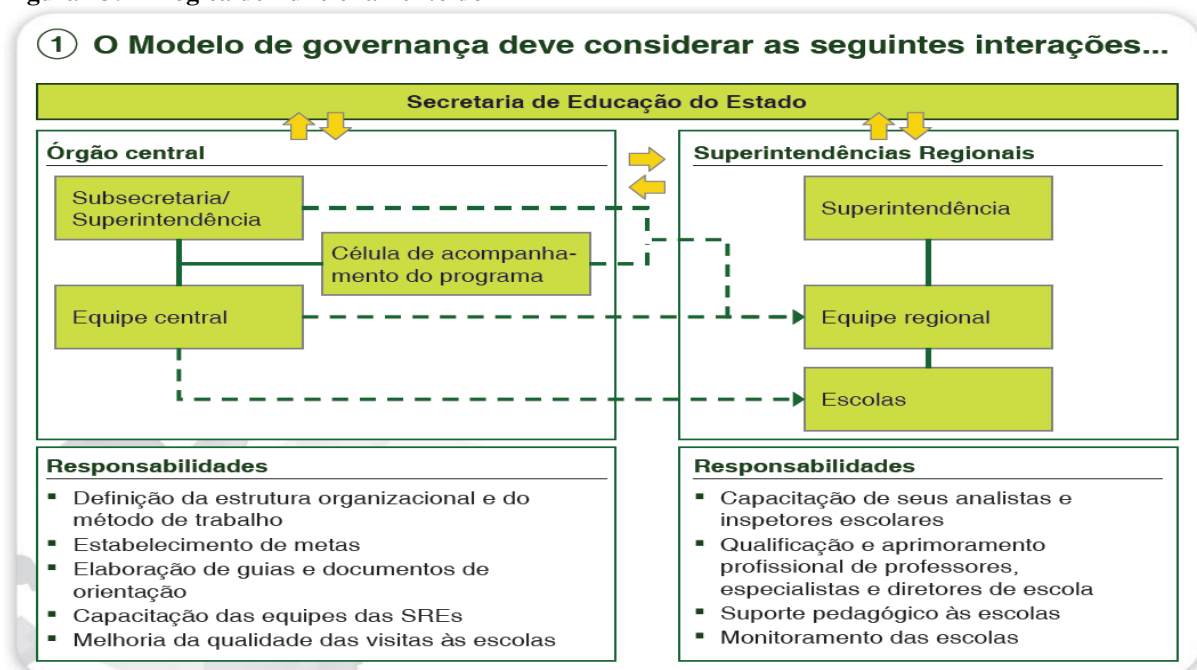 ① O Modelo de governança deve considerar as seguintes interações...
Secretaria de Educação do Estado
Órgão central
Subsecretaria/
Superintendência
Célula de acompanha-
mento do programa
Equipe central
Superintendências Regionais
Superintendência
Equipe regional
Escolas
Responsabilidades
▪ Definição da estrutura organizacional e do
método de trabalho
▪ Estabelecimento de metas
▪ Elaboração de guias e documentos de
orientação
▪ Capacitação das equipes das SREs
▪ Melhoria da qualidade das visitas às escolas
Responsabilidades
▪ Capacitação de seus analistas e
inspetores escolares
▪ Qualificação e aprimoramento
profissional de professores,
especialistas e diretores de escola
▪ Suporte pedagógico às escolas
▪ Monitoramento das escolas